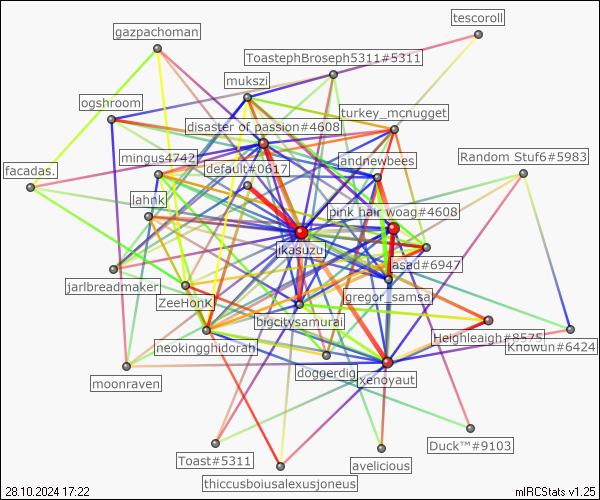 tescoroll
gazpachoman
ToastephBroseph5311#5311
mukszi
ogshroom
turkey_mcnugget
disaster of passion#4608
mingus4742
andnewbees
Random Stuf6#5983
default#0617
facadas.
lahnk
pink hair woag#4608
jkasuzu
asad#6947
jarlbreadmaker
ZeeHonk
gregor_samsa
bigcitysamurai
Heighleaigh#8575
neokingghidorah
Knowun#6424
doggerdig
xenoyaut
moonraven
Duck™#9103
Toast#5311
avelicious
thiccusboiusalexusjoneus
28.10.2024 17:22
mIRCStats v1.25